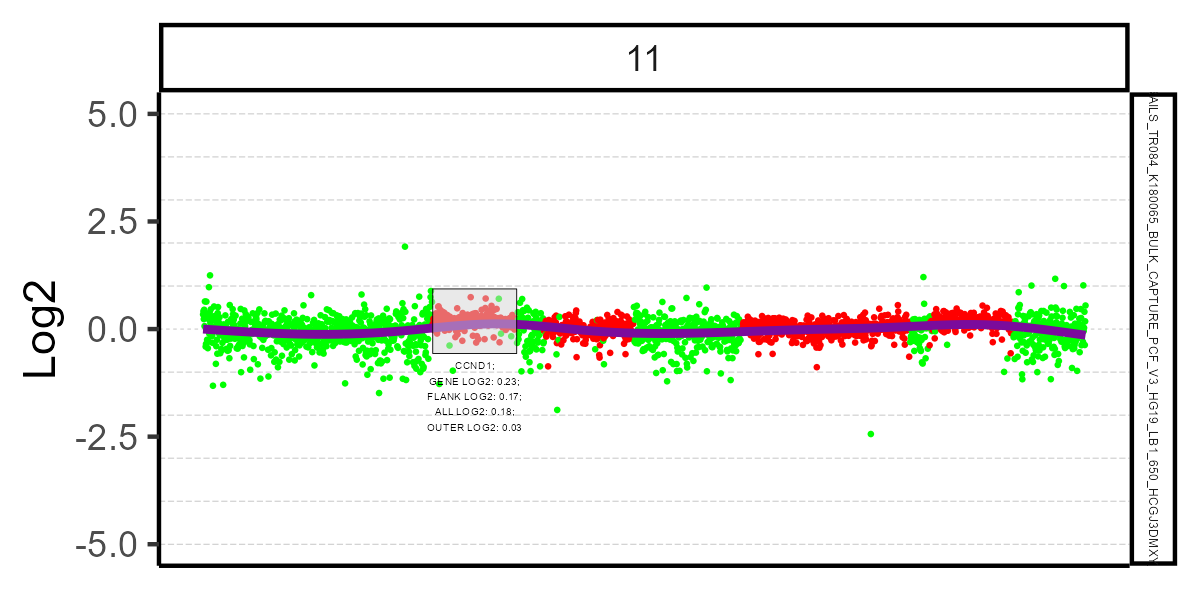 11
5.0
2.5
0.0
-2.5
-5.0
Log2
CCND1;
GENE LOG2: 0.23;
FLANK LOG2: 0.17;
ALL LOG2: 0.18;
OUTER LOG2: 0.03
AILS_TR084_K180065_BULK_CAPTURE_PCE_V3_HG19_LB1_650_HCGJ3DMXY